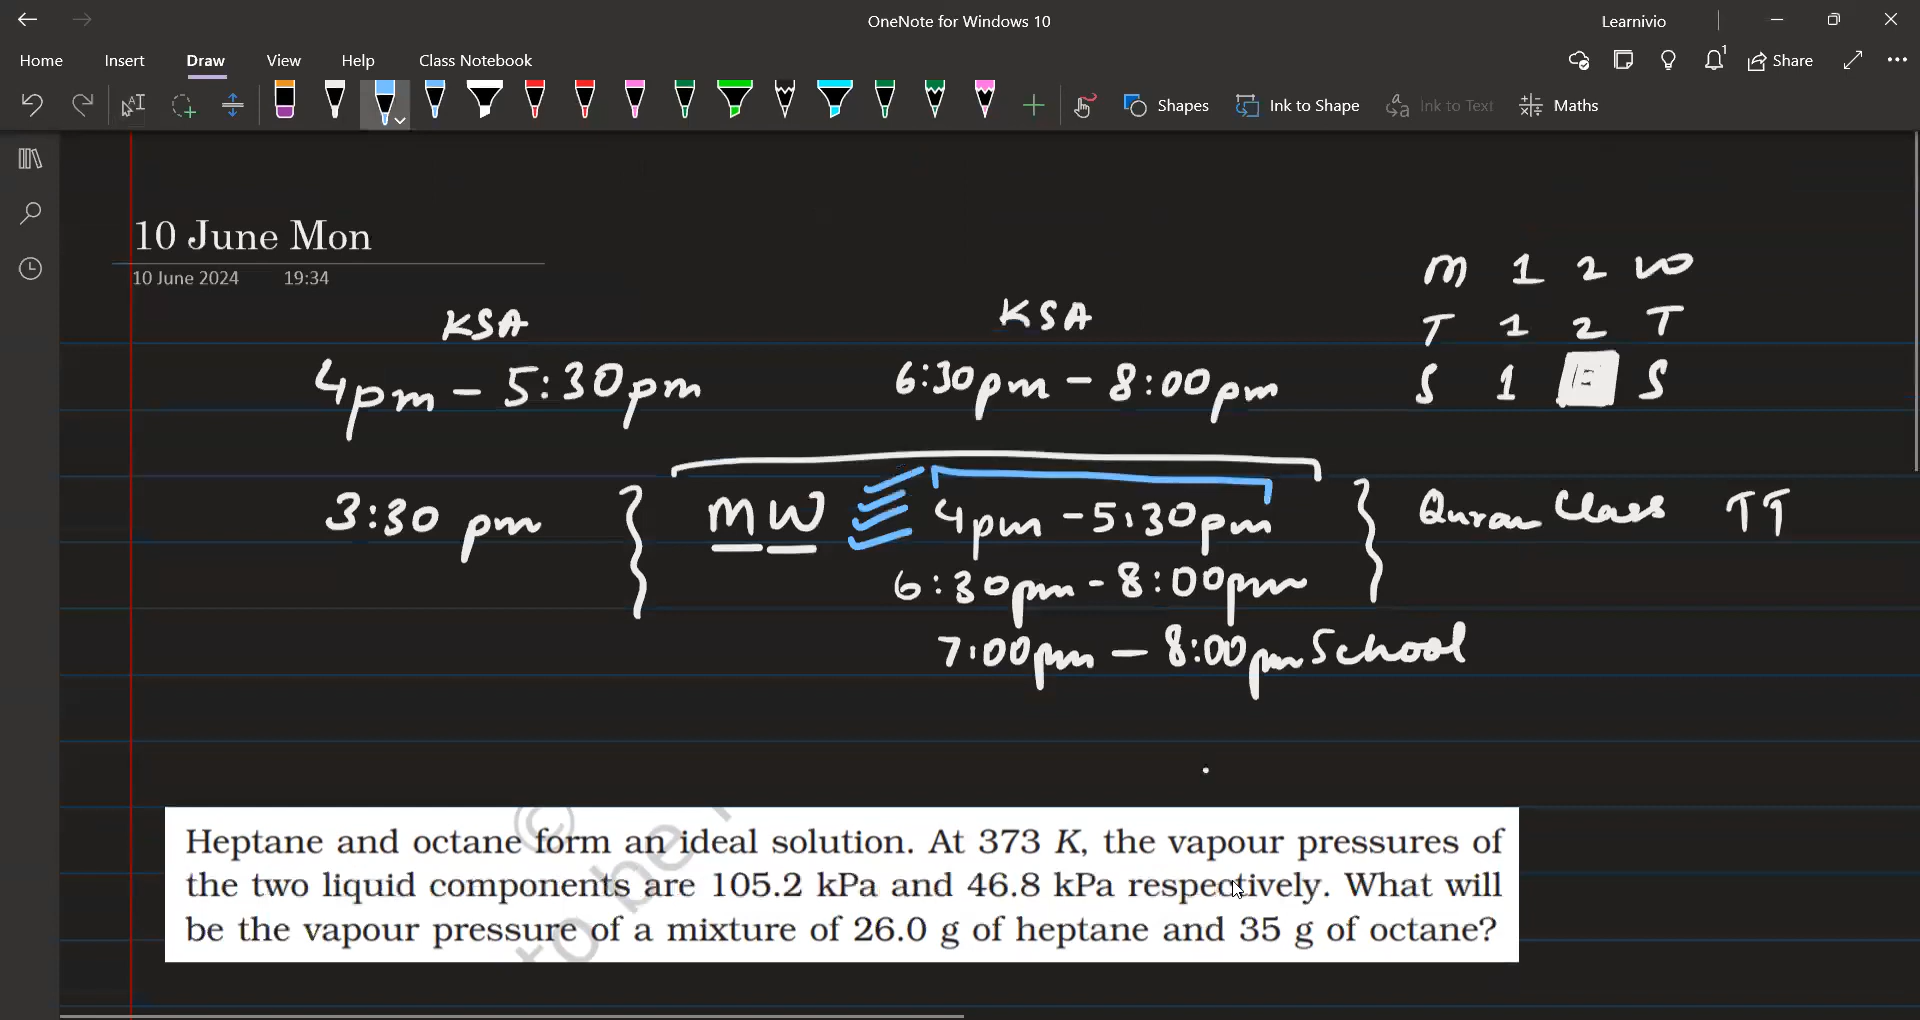 OneNote for Windows 10
Learnivio
Home Insert Draw View Help Class Notebook
1 Share
Shapes Ink to Shape Ink to Text Maths
10 June Mon
10 June 2024 19:34
KSA KSA
4pm - 5:30pm 6:30pm - 8:00pm
M 1 2 W
T 1 2 T
S 1 E S
3:30 pm } MW 4pm - 5:30pm } Quran Class TT
6:30pm - 8:00pm
7:00pm - 8:00pm School
Heptane and octane form an ideal solution. At 373 K, the vapour pressures of
the two liquid components are 105.2 kPa and 46.8 kPa respectively. What will
be the vapour pressure of a mixture of 26.0 g of heptane and 35 g of octane?
©
to be